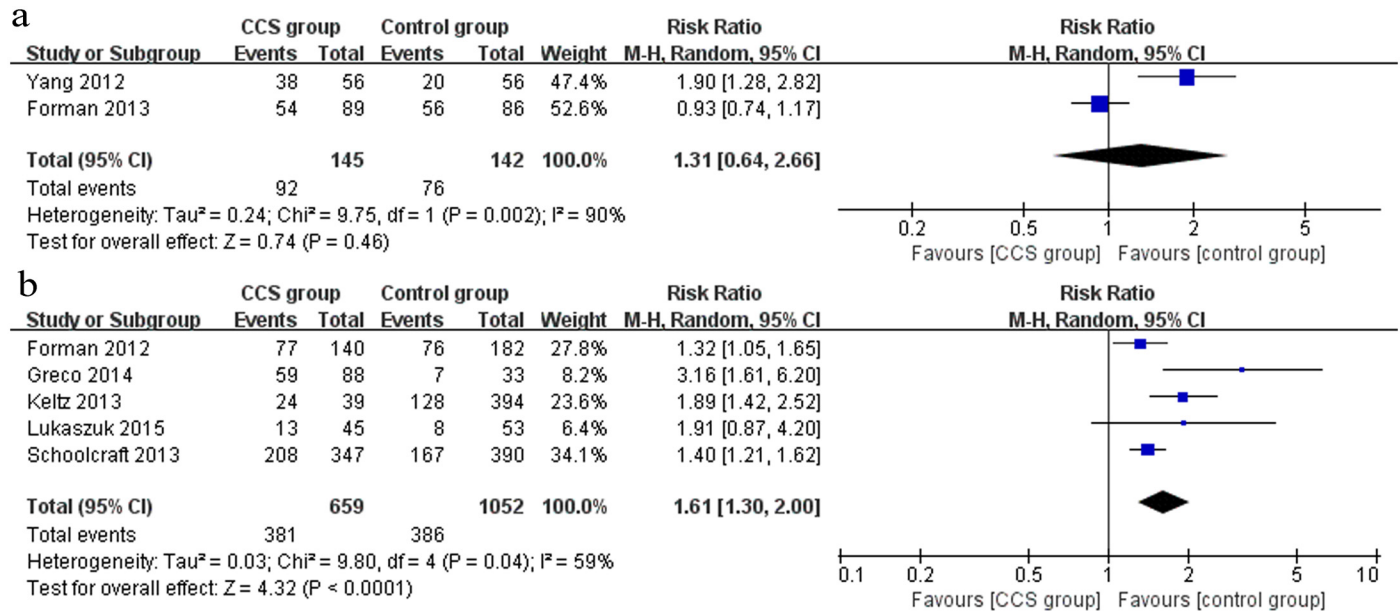 a
CCS group Control group Risk Ratio Risk Ratio
Study or Subgroup Events Total Events Total Weight M-H, Random, 95% CI M-H, Random, 95% CI
Yang 2012 38 56 20 56 47.4% 1.90 [1.28, 2.82]
Forman 2013 54 89 56 86 52.6% 0.93 [0.74, 1.17]
Total (95% CI) 145 142 100.0% 1.31 [0.64, 2.66]
Total events 92 76
Heterogeneity: Tau² = 0.24; Chi² = 9.75, df = 1 (P = 0.002); I² = 90%
Test for overall effect: Z = 0.74 (P = 0.46)
0.2 0.5 1 2 5
Favours [CCS group] Favours [control group]
b
CCS group Control group Risk Ratio Risk Ratio
Study or Subgroup Events Total Events Total Weight M-H, Random, 95% CI M-H, Random, 95% CI
Forman 2012 77 140 76 182 27.8% 1.32 [1.05, 1.65]
Greco 2014 59 88 7 33 8.2% 3.16 [1.61, 6.20]
Keltz 2013 24 39 128 394 23.6% 1.89 [1.42, 2.52]
Lukaszuk 2015 13 45 8 53 6.4% 1.91 [0.87, 4.20]
Schoolcraft 2013 208 347 167 390 34.1% 1.40 [1.21, 1.62]
Total (95% CI) 659 1052 100.0% 1.61 [1.30, 2.00]
Total events 381 386
Heterogeneity: Tau² = 0.03; Chi² = 9.80, df = 4 (P = 0.04); I² = 59%
Test for overall effect: Z = 4.32 (P < 0.0001)
0.1 0.2 0.5 1 2 5 10
Favours [CCS group] Favours [control group]